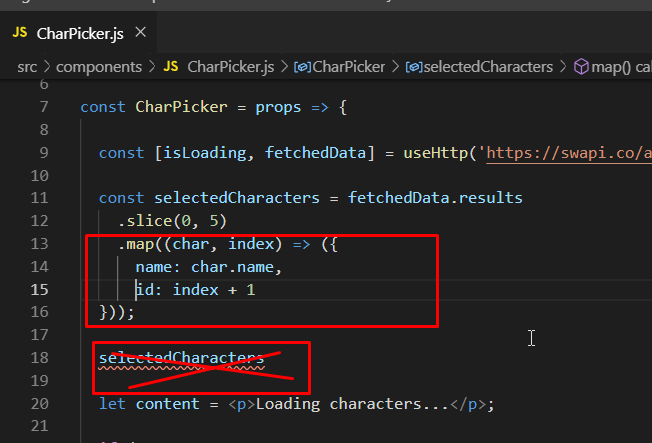 JS CharPicker.js
src > components > JS CharPicker.js > CharPicker > selectedCharacters > map() cal
6
7 const CharPicker = props => {
8
9 const [isLoading, fetchedData] = useHttp('https://swapi.co/a
10
11 const selectedCharacters = fetchedData.results
12 .slice(0, 5)
13 .map((char, index) => ({
14 name: char.name,
15 id: index + 1
16 }));
17
18 selectedCharacters
19
20 let content = <p>Loading characters...</p>;
21